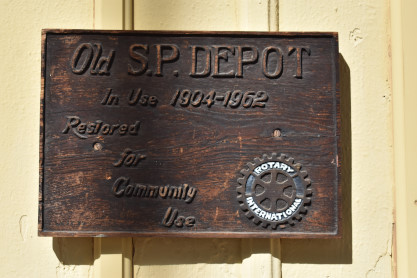 Old S.P. DEPOT
In Use 1904-1962
Restored
for
Community
Use
ROTARY
INTERNATIONAL